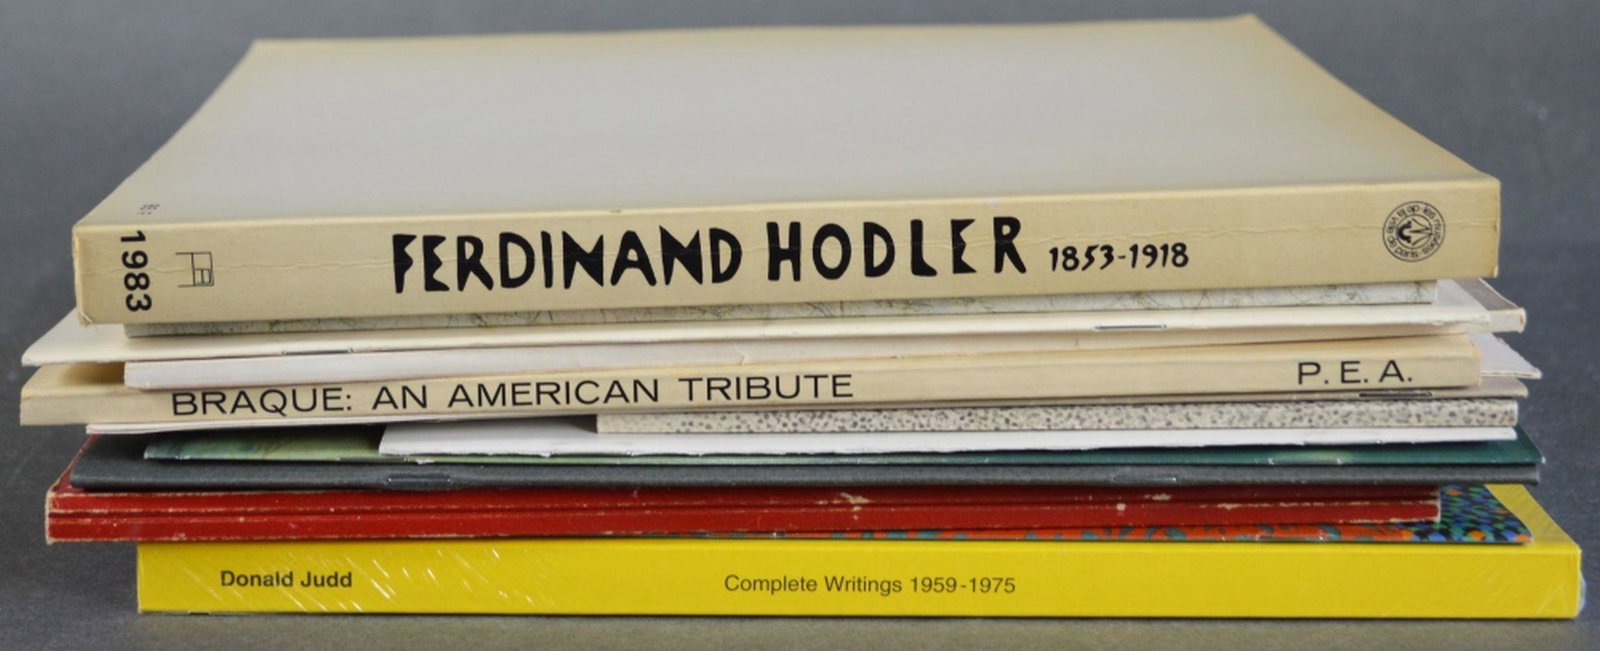 1983
FERDINAND HODLER 1853-1918
BRAQUE: AN AMERICAN TRIBUTE P. E. A.
Donald Judd Complete Writings 1959-1975